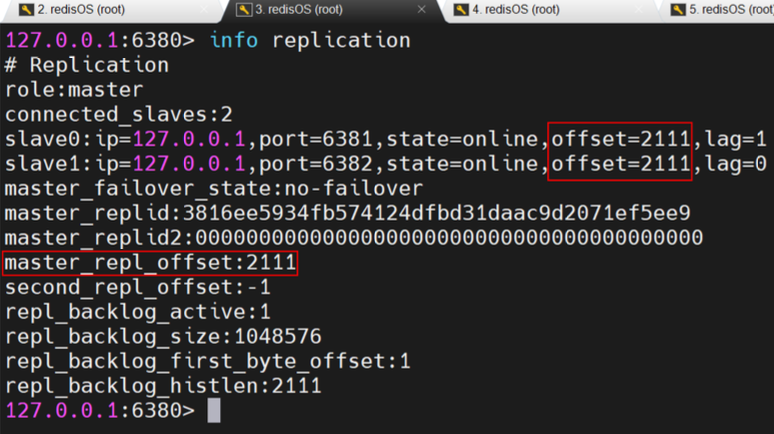 2. redisOS (root)
3. redisOS (root)
4. redisOS (root)
5. redisOS (root)
127.0.0.1:6380> info replication
# Replication
role:master
connected_slaves:2
slave0:ip=127.0.0.1,port=6381,state=online,offset=2111,lag=1
slave1:ip=127.0.0.1,port=6382,state=online,offset=2111,lag=0
master_failover_state:no-failover
master_replid:3816ee5934fb574124dfbd31daac9d2071ef5ee9
master_replid2:0000000000000000000000000000000000000000
master_repl_offset:2111
second_repl_offset:-1
repl_backlog_active:1
repl_backlog_size:1048576
repl_backlog_first_byte_offset:1
repl_backlog_histlen:2111
127.0.0.1:6380>